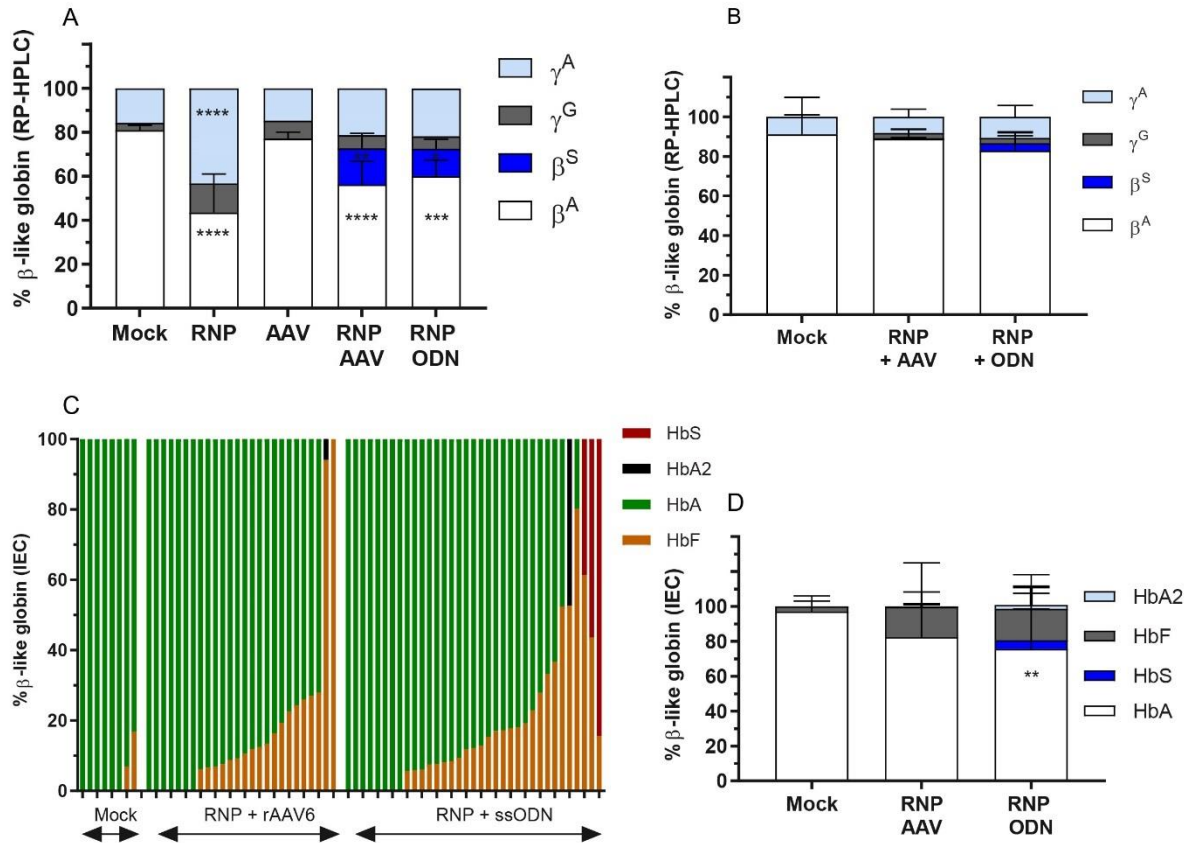 A
% β-like globin (RP-HPLC)
100
80
60
40
20
0
****
****
**
****
***
Mock
RNP
AAV
RNP
AAV
RNP
ODN
γA
γG
βS
βA
B
% β-like globin (RP-HPLC)
100
80
60
40
20
0
Mock
RNP
+ AAV
RNP
+ ODN
γA
γG
βS
βA
C
% β-like globin (IEC)
100
80
60
40
20
0
Mock
RNP + rAAV6
RNP + ssODN
HbS
HbA2
HbA
HbF
D
% β-like globin (IEC)
100
80
60
40
20
0
**
Mock
RNP
AAV
RNP
ODN
HbA2
HbF
HbS
HbA